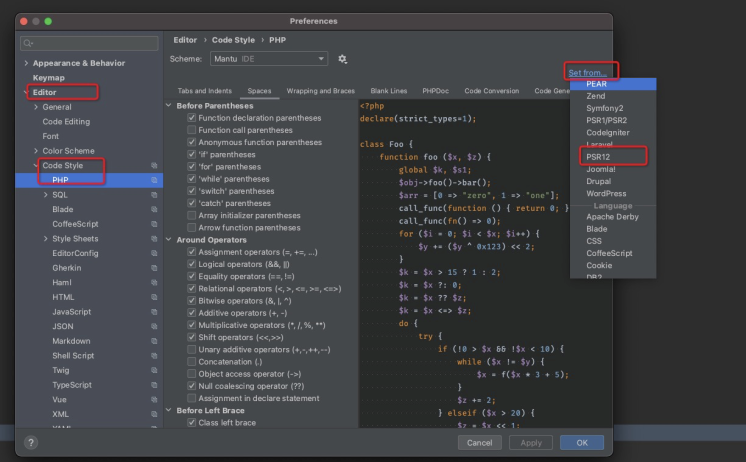 Preferences
Editor › Code Style › PHP
Scheme: Mantu IDE
Set from...
Appearance & Behavior
Keymap
Editor
General
Code Editing
Font
Color Scheme
Code Style
PHP
SQL
Blade
CoffeeScript
Style Sheets
EditorConfig
Gherkin
Haml
HTML
JavaScript
JSON
Markdown
Shell Script
Twig
TypeScript
Vue
XML
YAML
Tabs and Indents Spaces Wrapping and Braces Blank Lines PHPDoc Code Conversion Code Gene
Before Parentheses
Function declaration parentheses
Function call parentheses
Anonymous function parentheses
'if' parentheses
'for' parentheses
'while' parentheses
'switch' parentheses
'catch' parentheses
Array initializer parentheses
Arrow function parentheses
Around Operators
Assignment operators (=, +=, ...)
Logical operators (&&, ||)
Equality operators (==, !=)
Relational operators (<, >, <=, >=, <=>)
Bitwise operators (&, |, ^)
Additive operators (+, -)
Multiplicative operators (*, /, %, **)
Shift operators (<<, >>)
Unary additive operators (+,-,++,--)
Concatenation (.)
Object access operator (->)
Null coalescing operator (??)
Assignment in declare statement
Before Left Brace
Class left brace
<?php
declare(strict_types=1);
class Foo {
function foo ($x, $z) {
global $k, $s1;
$obj->foo()->bar();
$arr = [0 => "zero", 1 => "one"];
call_func(function () { return 0; }
call_func(fn() => 0);
for ($i = 0; $i < $x; $i++) {
$y += ($y ^ 0x123) << 2;
}
$k = $x > 15 ? 1 : 2;
$k = $x ?: 0;
$k = $x ?? $z;
$k = $x <=> $z;
do {
try {
if (!0 > $x && !$x < 10) {
while ($x != $y) {
$x = f($x * 3 + 5);
}
$z += 2;
} elseif ($x > 20) {
$z = $x << 1;
PEAR
Zend
Symfony2
PSR1/PSR2
CodeIgniter
Laravel
PSR12
Joomla!
Drupal
WordPress
Language
Apache Derby
Blade
CSS
CoffeeScript
Cookie
DB2
?
Cancel Apply OK